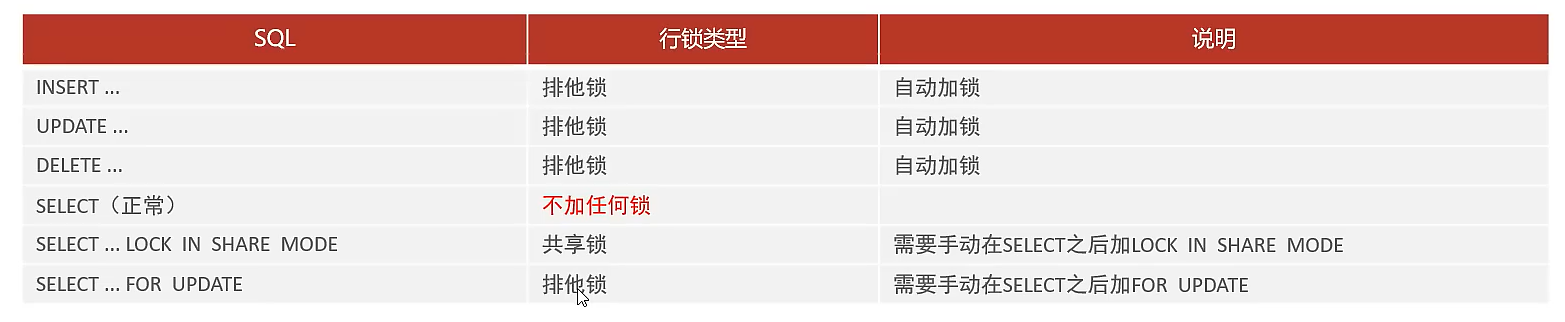 SQL 行锁类型 说明
INSERT ... 排他锁 自动加锁
UPDATE ... 排他锁 自动加锁
DELETE ... 排他锁 自动加锁
SELECT（正常） 不加任何锁
SELECT ... LOCK IN SHARE MODE 共享锁 需要手动在SELECT之后加LOCK IN SHARE MODE
SELECT ... FOR UPDATE 排他锁 需要手动在SELECT之后加FOR UPDATE